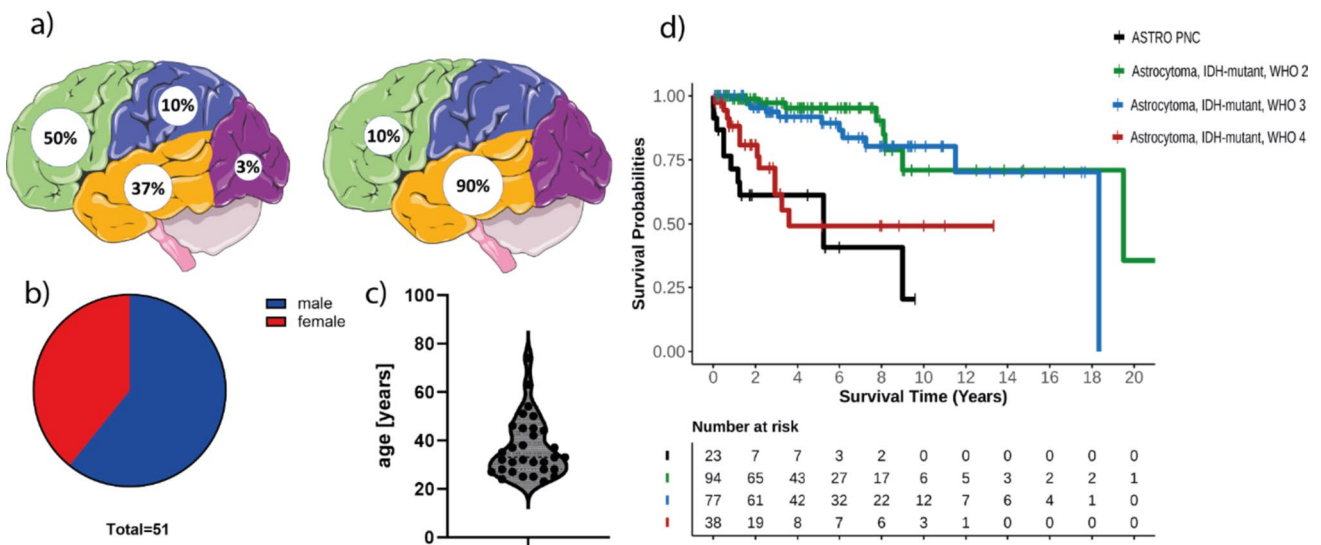 a)
50%
10%
37%
3%
10%
90%
b)
male
female
Total=51
c)
100
80
60
40
20
0
age [years]
d)
ASTRO PNC
Astrocytoma, IDH-mutant, WHO 2
Astrocytoma, IDH-mutant, WHO 3
Astrocytoma, IDH-mutant, WHO 4
Survival Probabilities
1.00
0.75
0.50
0.25
0.00
0 2 4 6 8 10 12 14 16 18 20
Survival Time (Years)
Number at risk
23 7 7 3 2 0 0 0 0 0 0
94 65 43 27 17 6 5 3 2 2 1
77 61 42 32 22 12 7 6 4 1 0
38 19 8 7 6 3 1 0 0 0 0